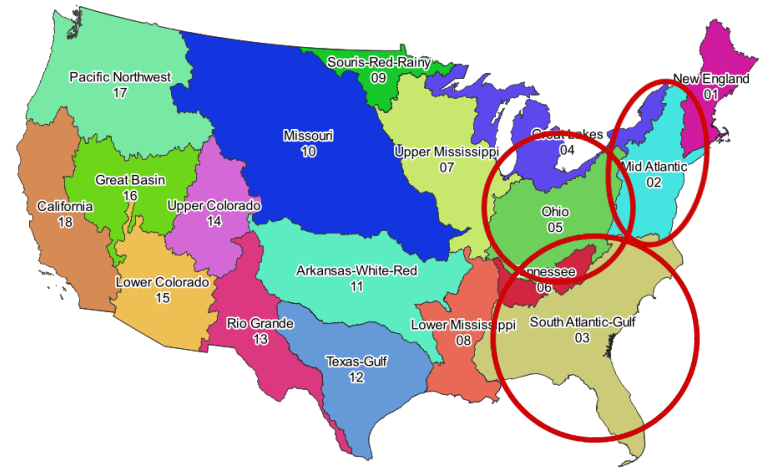 Souris-Red-Rainy
09
New England
01
Pacific Northwest
17
Missouri
10
Great Lakes
04
Upper Mississippi
07
Mid Atlantic
02
Great Basin
16
California
18
Upper Colorado
14
Ohio
05
Arkansas-White-Red
11
Tennessee
06
Lower Colorado
15
Rio Grande
13
Lower Mississippi
08
South Atlantic-Gulf
03
Texas-Gulf
12